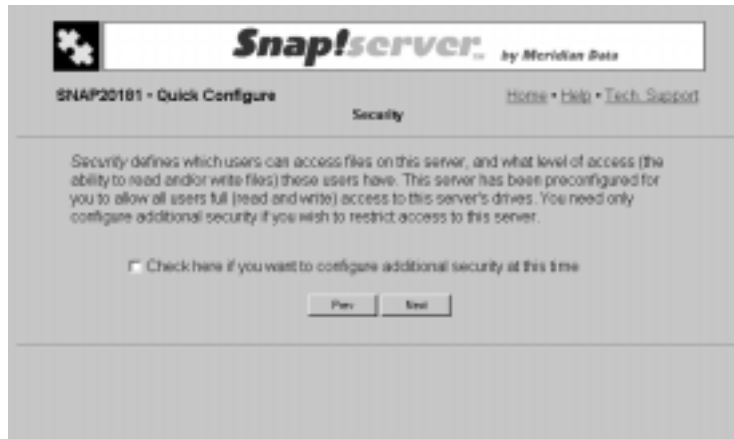 Snap!server™ by Meridian Data
SNAP20181 - Quick Configure
Home • Help • Tech. Support
Security
Security defines which users can access files on this server, and what level of access (the
ability to read and/or write files) these users have. This server has been preconfigured for
you to allow all users full (read and write) access to this server's drives. You need only
configure additional security if you wish to restrict access to this server.
Check here if you want to configure additional security at this time
Prev Next